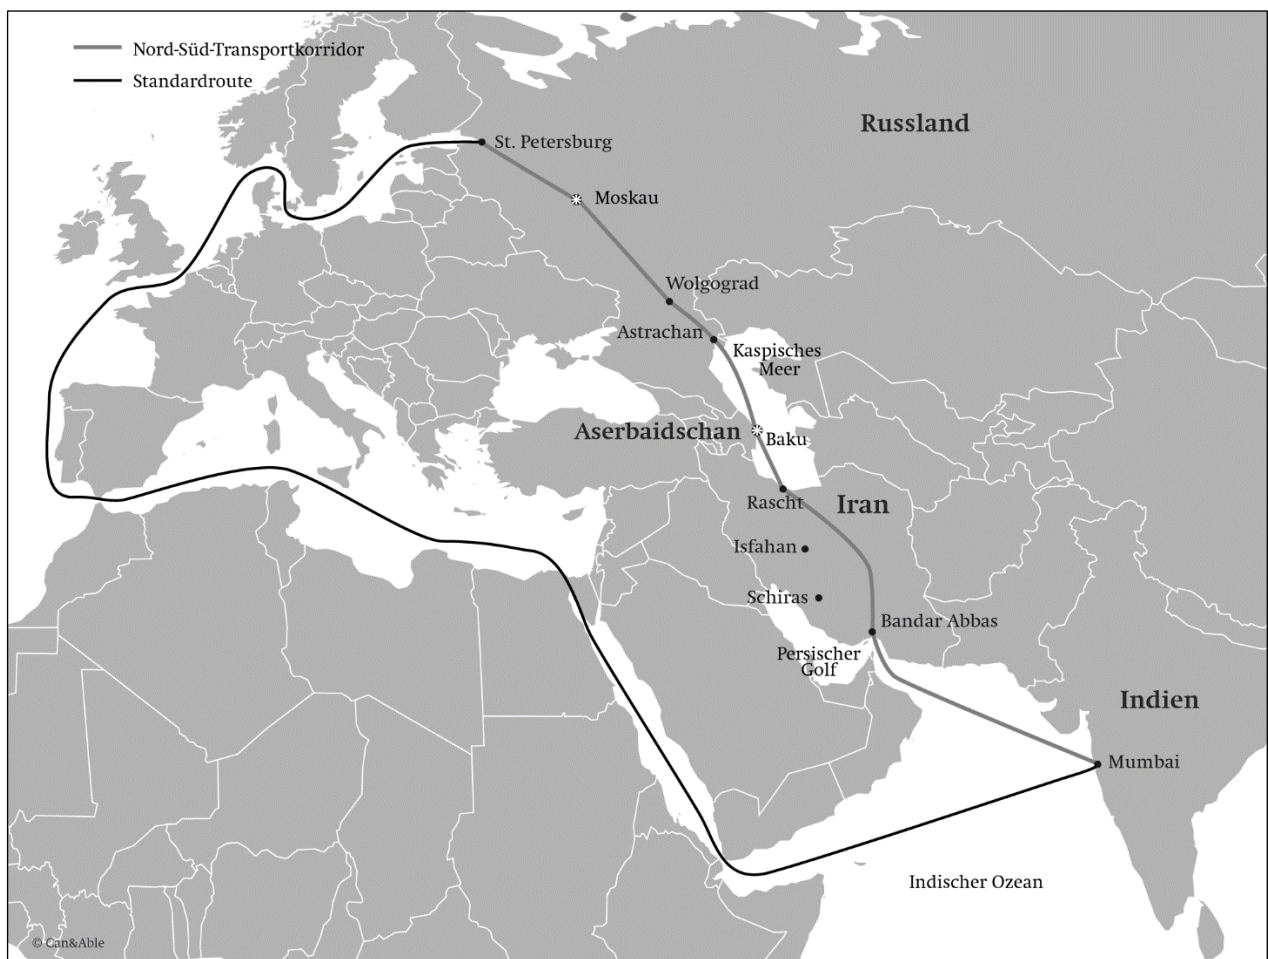 Nord-Süd-Transportkorridor
Standardroute
Russland
St. Petersburg
Moskau
Wolgograd
Astrachan
Kaspisches
Meer
Aserbaidschan
Baku
Rascht
Iran
Isfahan
Schiras
Bandar Abbas
Persischer
Golf
Indien
Mumbai
Indischer Ozean
© Can&Able